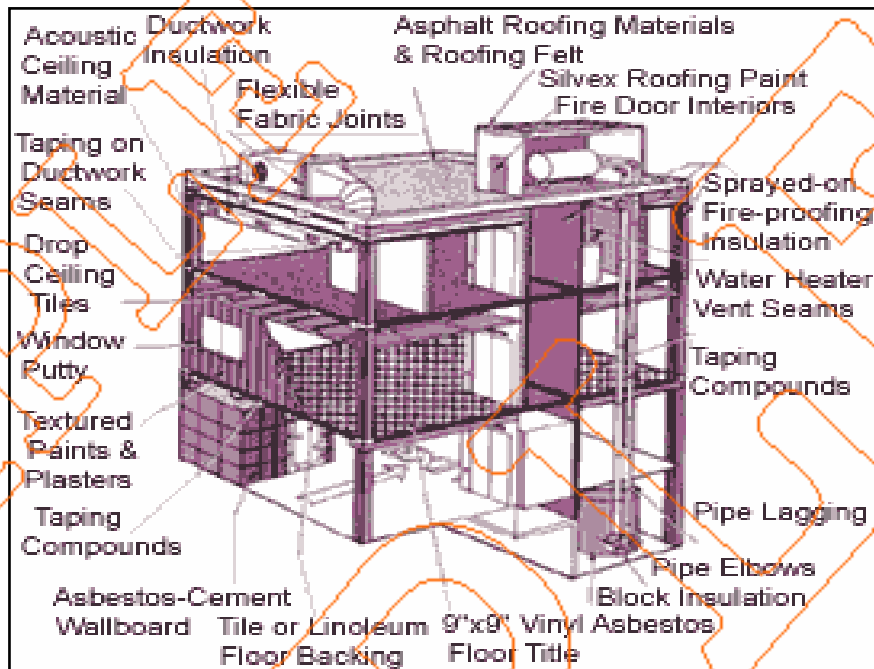 Acoustic
Ceiling
Material
Ductwork
Insulation
Asphalt Roofing Materials
& Roofing Felt
Flexible
Fabric Joints
Silvex Roofing Paint
Fire Door Interiors
Taping on
Ductwork
Seams
Sprayed-on
Fire-proofing
Insulation
Drop
Ceiling
Tiles
Water Heater
Vent Seams
Window
Putty
Taping
Compounds
Textured
Paints &
Plasters
Taping
Compounds
Pipe Lagging
Pipe Elbows
Block Insulation
Asbestos-Cement
Wallboard
Tile or Linoleum
Floor Backing
9"x9" Vinyl Asbestos
Floor Title